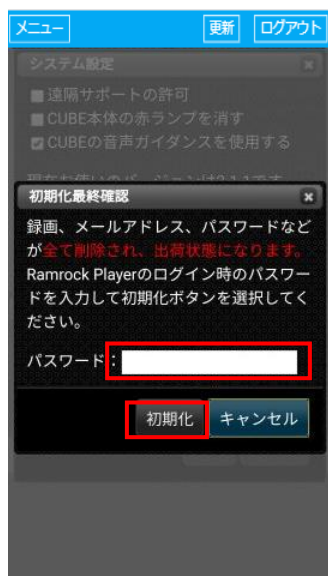 メニュー 更新 ログアウト
システム設定
遠隔サポートの許可
CUBE本体の赤ランプを消す
CUBEの音声ガイダンスを使用する
初期化最終確認
録画、メールアドレス、パスワードなど
が全て削除され、出荷状態になります。
Ramrock Playerのログイン時のパスワー
ドを入力して初期化ボタンを選択してく
ださい。
パスワード：
初期化 キャンセル